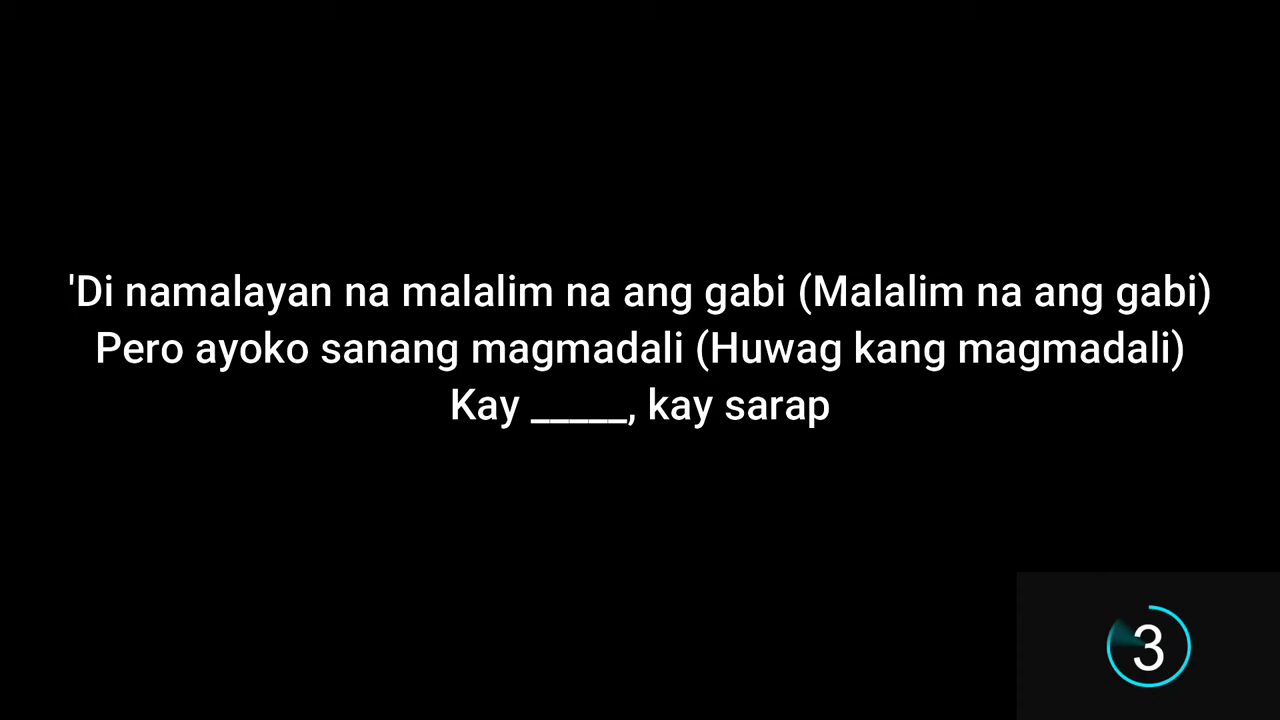 'Di namalayan na malalim na ang gabi (Malalim na ang gabi)
Pero ayoko sanang magmadali (Huwag kang magmadali)
Kay _____, kay sarap
3